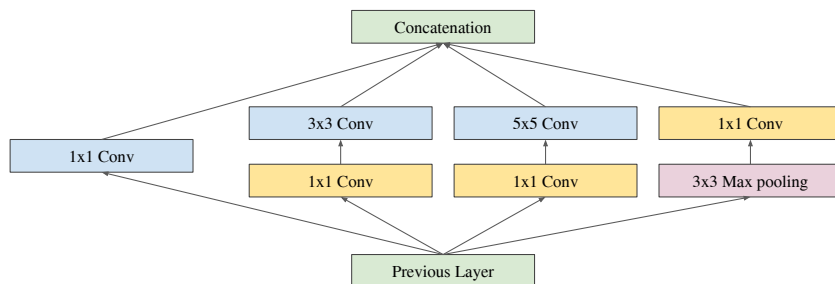 Concatenation
3x3 Conv
5x5 Conv
1x1 Conv
1x1 Conv
1x1 Conv
1x1 Conv
3x3 Max pooling
Previous Layer